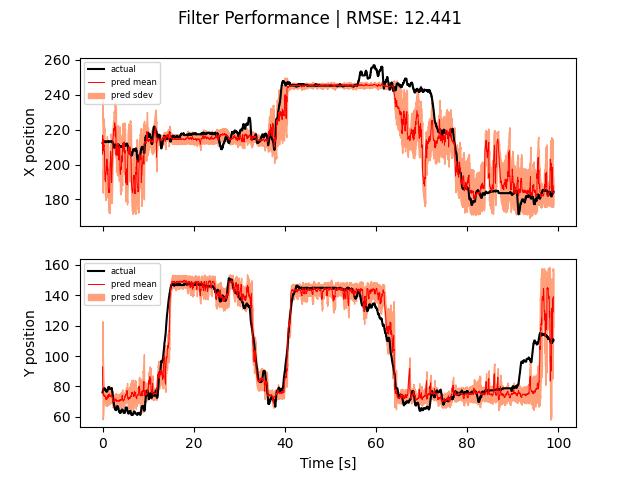 Filter Performance | RMSE: 12.441
260
240
220
200
180
X position
actual
pred mean
pred sdev
160
140
120
100
80
60
Y position
actual
pred mean
pred sdev
0 20 40 60 80 100
Time [s]